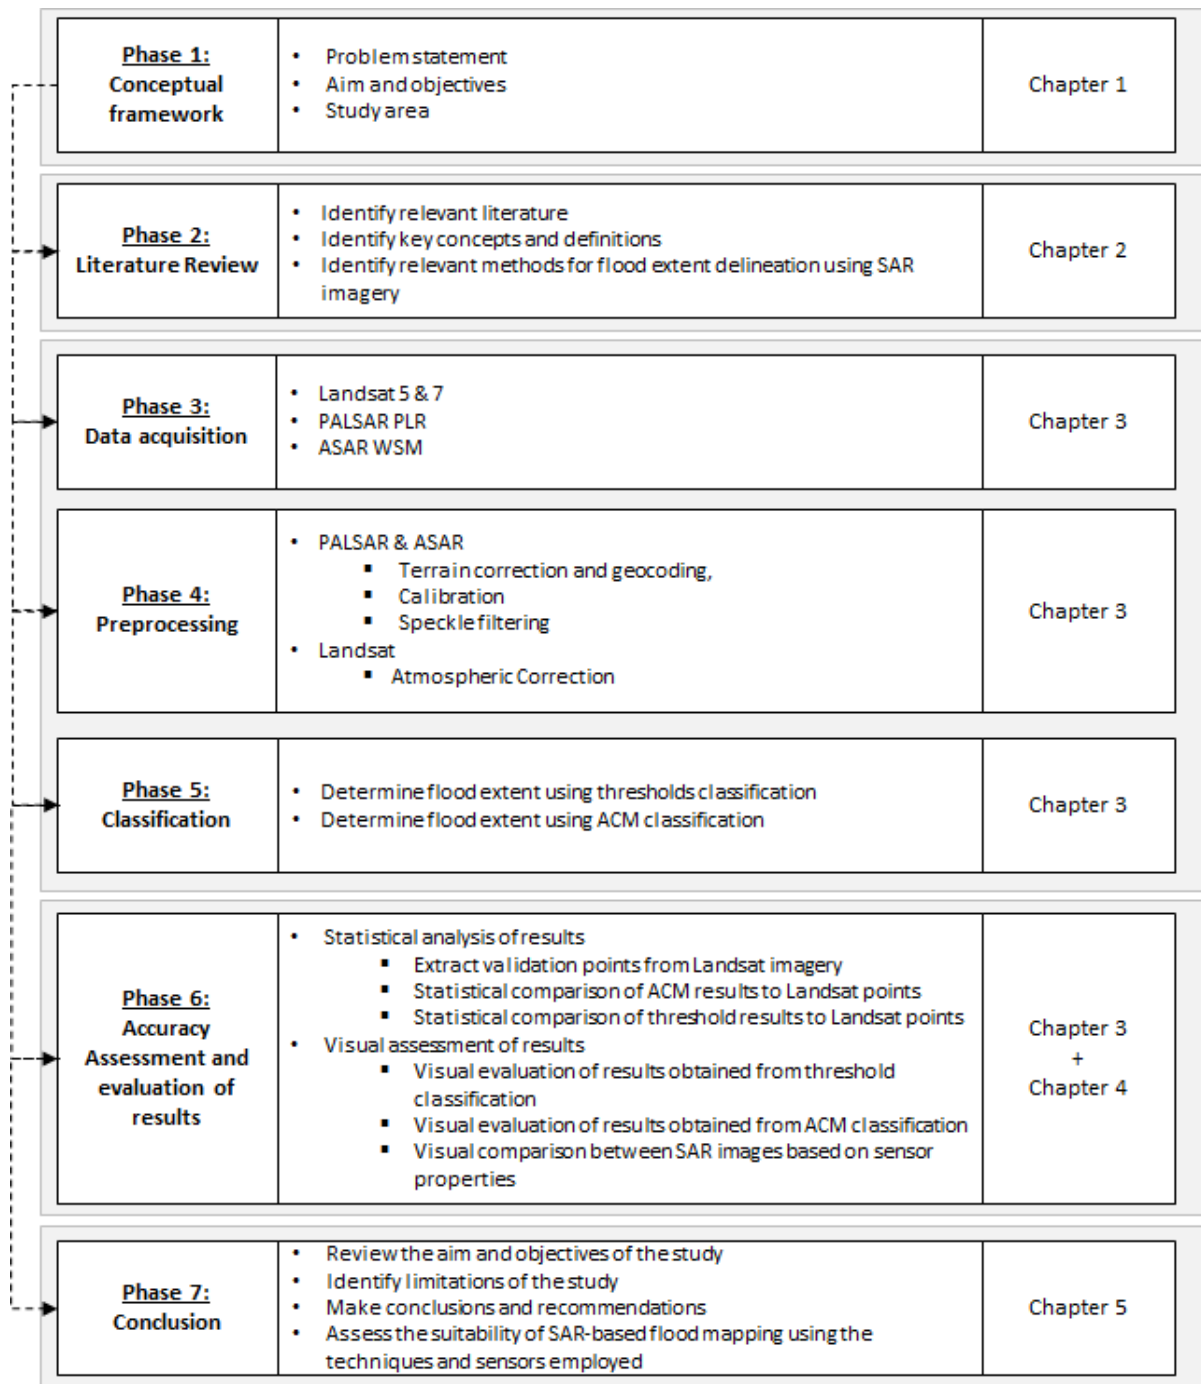 Phase 1:
Conceptual
framework
• Problem statement
• Aim and objectives
• Study area
Chapter 1
Phase 2:
Literature Review
• Identify relevant literature
• Identify key concepts and definitions
• Identify relevant methods for flood extent delineation using SAR
imagery
Chapter 2
Phase 3:
Data acquisition
• Landsat 5 & 7
• PALSAR PLR
• ASAR WSM
Chapter 3
Phase 4:
Preprocessing
• PALSAR & ASAR
▪ Terrain correction and geocoding,
▪ Calibration
▪ Speckle filtering
• Landsat
▪ Atmospheric Correction
Chapter 3
Phase 5:
Classification
• Determine flood extent using thresholds classification
• Determine flood extent using ACM classification
Chapter 3
Phase 6:
Accuracy
Assessment and
evaluation of
results
• Statistical analysis of results
▪ Extract validation points from Landsat imagery
▪ Statistical comparison of ACM results to Landsat points
▪ Statistical comparison of threshold results to Landsat points
• Visual assessment of results
▪ Visual evaluation of results obtained from threshold
classification
▪ Visual evaluation of results obtained from ACM classification
▪ Visual comparison between SAR images based on sensor
properties
Chapter 3
+
Chapter 4
Phase 7:
Conclusion
• Review the aim and objectives of the study
• Identify limitations of the study
• Make conclusions and recommendations
• Assess the suitability of SAR-based flood mapping using the
techniques and sensors employed
Chapter 5